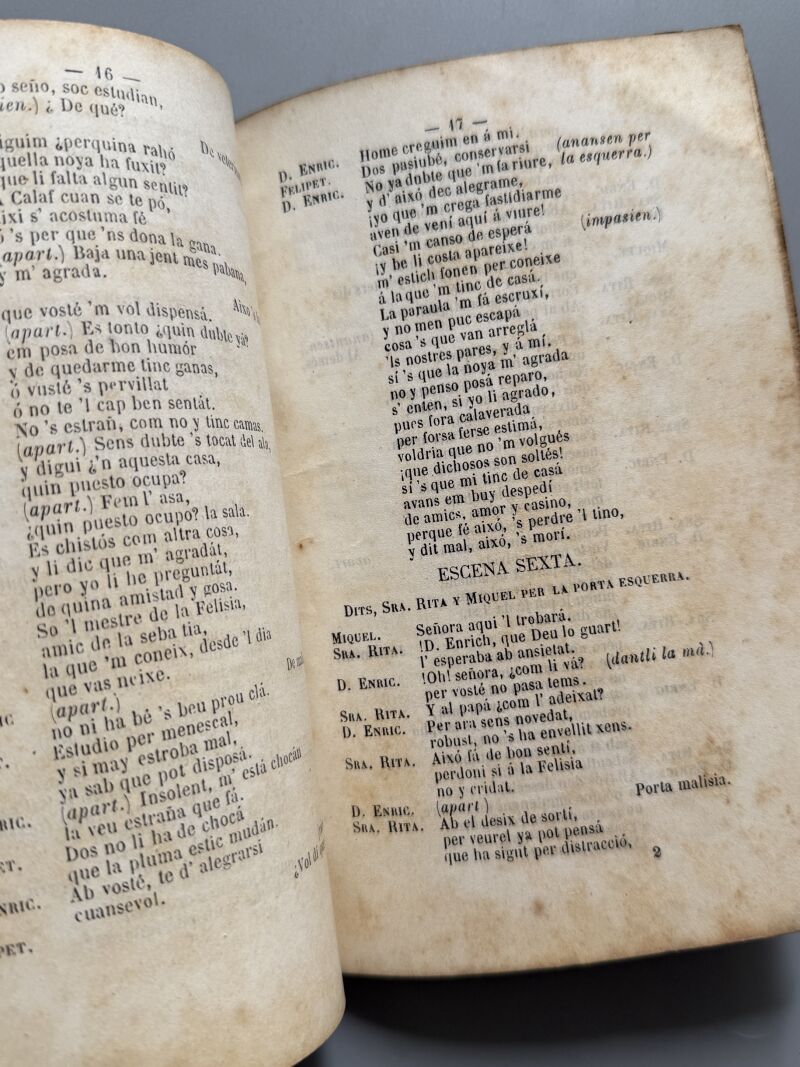 — 16 —
o seño, soc estudian,
ien.) ¿ De qué?
De
iguim ¿perquina rahó
quella noya ha fuxit?
que li falta algun sentit?
A Calaf cuan se te pó,
ixi s' acostuma fé
ó 's per que 'ns dona la gana.
apart.) Baja una jent mes pabana,
y m' agrada.
que vosté 'm vol dispensá.
(apart.) Es tonto ¿quin dubte yá?
em posa de bon humór
y de quedarme tinc ganas,
ó vusté 's pervillat
ó no te 'l cap ben sentát.
No 's estrañ, com no y tinc camas.
(apart.) Sens dubte 's tocat del ala,
y digui ¿'n aquesta casa,
quin puesto ocupa?
(apart.) Fem l' asa,
¿quin puesto ocupo? la sala.
Es chistós com altra cosa,
y li dic que m' agradát,
pero yo li he preguntát,
de quina amistad y gosa.
So 'l mestre de la Felisia,
amic de la seba tia,
la que 'm coneix, desde 'l dia
que vas neixe.
(apart.)
no ni ha bé 's beu prou clá.
Estudio per menescal,
y si may estroba mal,
ya sab que pot disposá.
(apart.) Insolent, m' está chocán
la veu estraña que fá.
Dos no li ha de chocá
que la pluma estic mudán.
Ab vosté, te d' alegrarsi
cuansevol.
— 17 —
D. Enric. Home creguim en á mi.
Felipet. Dos pasiubé, conservarsi (anansen per
D. Enric. No ya dubte que 'm fa riure, la esquerra.)
y d' aixó dec alegrame,
¡yo que 'm crega fastidiarme
aven de vení aquí á viure!
Casi 'm canso de esperá (impasien.)
¡y be li costa apareixe!
m' estich fonen per coneixe
á la que 'm tinc de casá.
La paraula 'm fá escruxí,
y no men puc escapá
cosa 's que van arreglá
'ls nostres pares, y á mí.
sí 's que la noya m' agrada
no y penso posá reparo,
s' enten, si yo li agrado,
pues fora calaverada
per forsa ferse estimá,
voldria que no 'm volgués
¡que dichosos son soltés!
sí 's que mi tinc de casá
avans em buy despedí
de amics, amor y casino,
perque fé aixó, 's perdre 'l tino,
y dit mal, aixó, 's morí.
ESCENA SEXTA.
Dits, Sra. Rita y Miquel per la porta esquerra.
Miquel. Señora aqui 'l trobará.
Sra. Rita. !D. Enrich, que Deu lo guart!
l' esperaba ab ansietat.
D. Enric. !Oh! señora, ¿com li vá? (dantli la mà.)
per vosté no pasa tems.
Sra. Rita. Y al papá ¿com l' adeixat?
D. Enric. Per ara sens novedat,
robust, no 's ha envellit xens.
Sra. Rita. Aixó fá de bon sentí,
perdoni si á la Felisia
no y cridat.
D. Enric. (apart) Porta malisia.
Sra. Rita. Ab el desix de sortí,
per veurel ya pot pensá
que ha sigut per distracció,
2